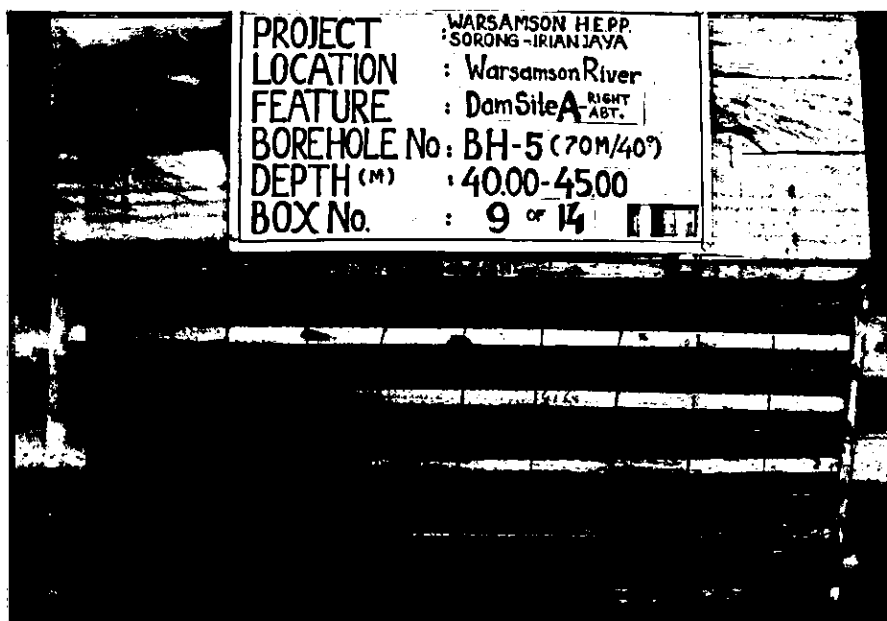 PROJECT : WARSAMSON H.E.P.P.
SORONG-IRIAN JAYA
LOCATION : Warsamson River
FEATURE : Dam Site A-RIGHT ABT.
BOREHOLE No: BH-5 (70M/40°)
DEPTH (M) : 40.00-45.00
BOX No. : 9 OF 14